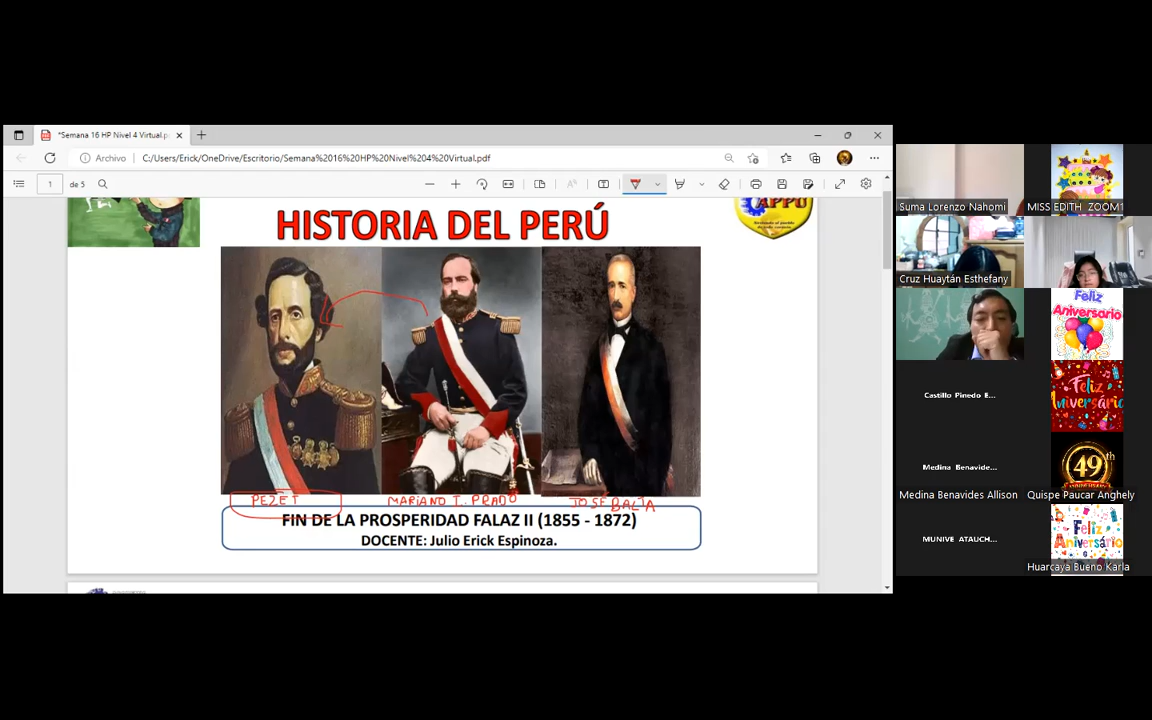 *Semana 16 HP Nivel 4 Virtual.p
Archivo
C:/Users/Erick/OneDrive/Escritorio/Semana%2016%20HP%20Nivel%204%20Virtual.pdf
1 de 5
HISTORIA DEL PERÚ
APPU
PEZET
MARIANO I. PRADO
JOSÉ BALTA
FIN DE LA PROSPERIDAD FALAZ II (1855 - 1872)
DOCENTE: Julio Erick Espinoza.
Suma Lorenzo Nahomi
MISS EDITH ZOOM1
Cruz Huaytán Esthefany
Feliz
Aniversario
Castillo Pinedo E...
Feliz
Aniversario
Medina Benavide...
Medina Benavides Allison
49th
Quispe Paucar Anghely
MUNIVE ATAUCH...
Feliz
Aniversario
Huarcaya Bueno Karla